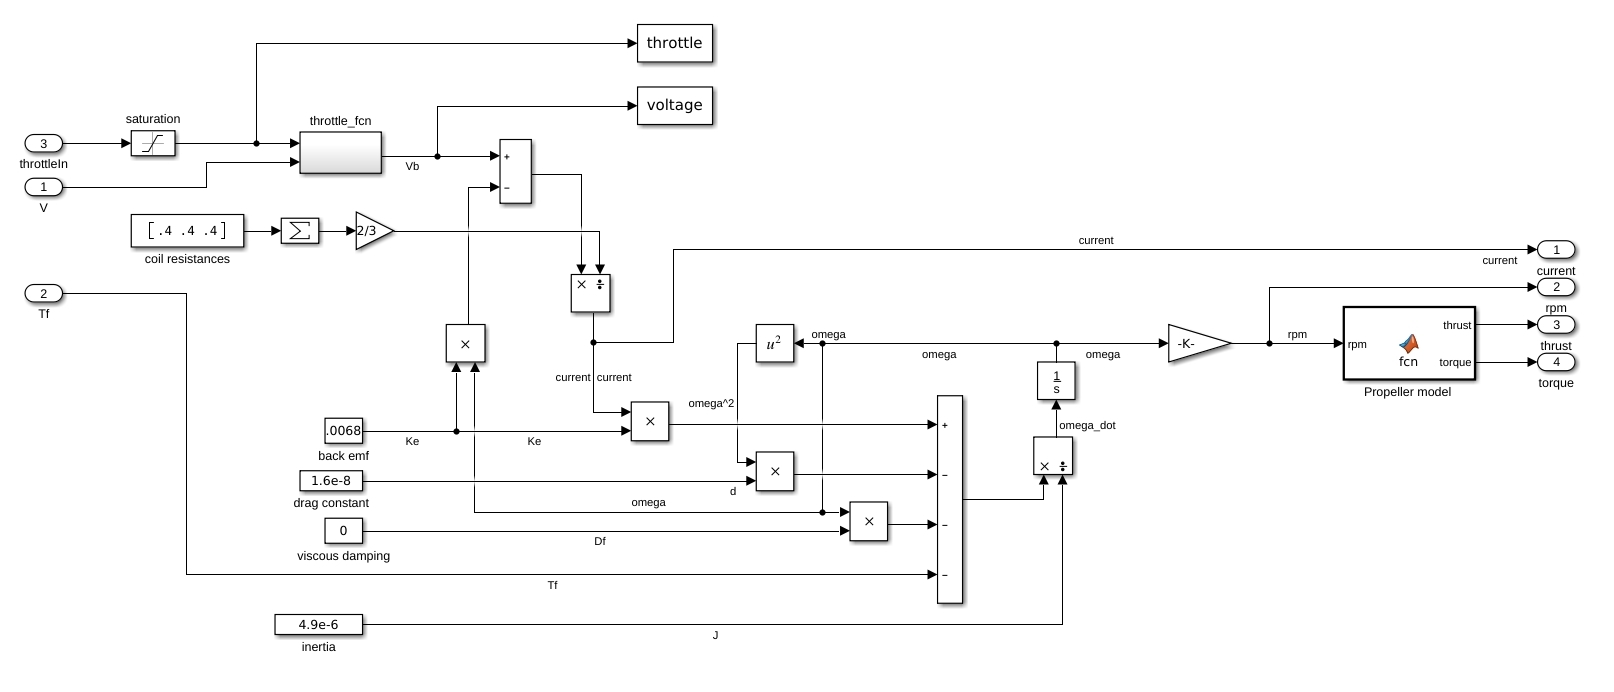 throttle
voltage
saturation
throttle_fcn
3
throttleIn
Vb
+
−
1
V
[.4 .4 .4]
coil resistances
2/3
current
current
1
current
2
rpm
2
Tf
× ÷
×
u²
omega
omega
omega
-K-
rpm
rpm
fcn
thrust
torque
Propeller model
3
thrust
4
torque
1
s
omega_dot
× ÷
current
current
omega^2
.0068
back emf
Ke
Ke
×
+
−
−
−
1.6e-8
drag constant
d
×
omega
0
viscous damping
Df
×
Tf
4.9e-6
inertia
J